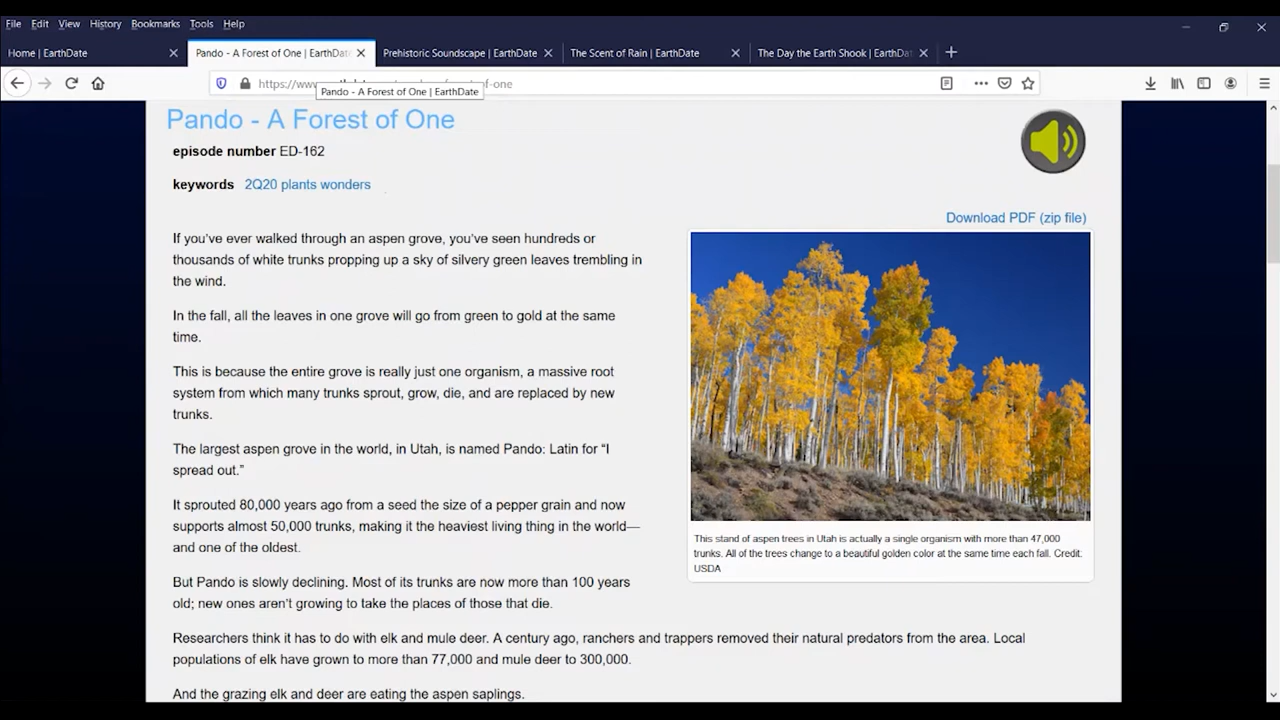 File Edit View History Bookmarks Tools Help
Home | EarthDate
Pando - A Forest of One | EarthDate
Prehistoric Soundscape | EarthDate
The Scent of Rain | EarthDate
The Day the Earth Shook | EarthDat
https://www
f-one
Pando - A Forest of One | EarthDate
Pando - A Forest of One
episode number ED-162
keywords 2Q20 plants wonders
Download PDF (zip file)
If you've ever walked through an aspen grove, you've seen hundreds or
thousands of white trunks propping up a sky of silvery green leaves trembling in
the wind.
In the fall, all the leaves in one grove will go from green to gold at the same
time.
This is because the entire grove is really just one organism, a massive root
system from which many trunks sprout, grow, die, and are replaced by new
trunks.
The largest aspen grove in the world, in Utah, is named Pando: Latin for “I
spread out.”
It sprouted 80,000 years ago from a seed the size of a pepper grain and now
supports almost 50,000 trunks, making it the heaviest living thing in the world—
and one of the oldest.
But Pando is slowly declining. Most of its trunks are now more than 100 years
old; new ones aren't growing to take the places of those that die.
This stand of aspen trees in Utah is actually a single organism with more than 47,000
trunks. All of the trees change to a beautiful golden color at the same time each fall. Credit:
USDA
Researchers think it has to do with elk and mule deer. A century ago, ranchers and trappers removed their natural predators from the area. Local
populations of elk have grown to more than 77,000 and mule deer to 300,000.
And the grazing elk and deer are eating the aspen saplings.